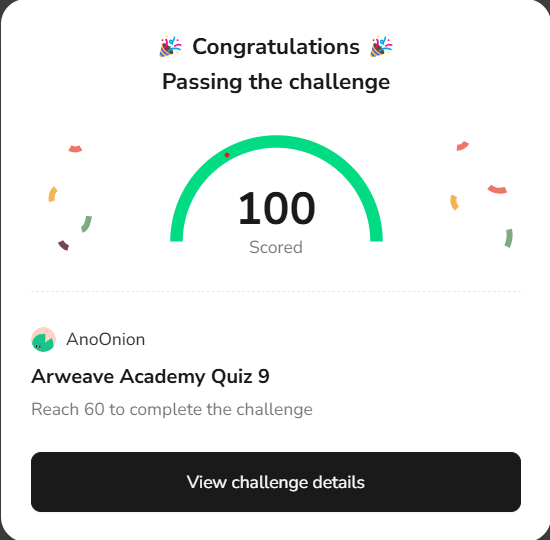 🎉 Congratulations 🎉
Passing the challenge
100
Scored
AnoOnion
Arweave Academy Quiz 9
Reach 60 to complete the challenge
View challenge details